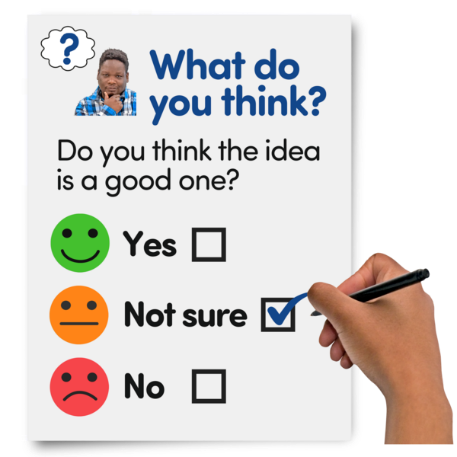 ?
What do
you think?
Do you think the idea
is a good one?
Yes
Not sure
No